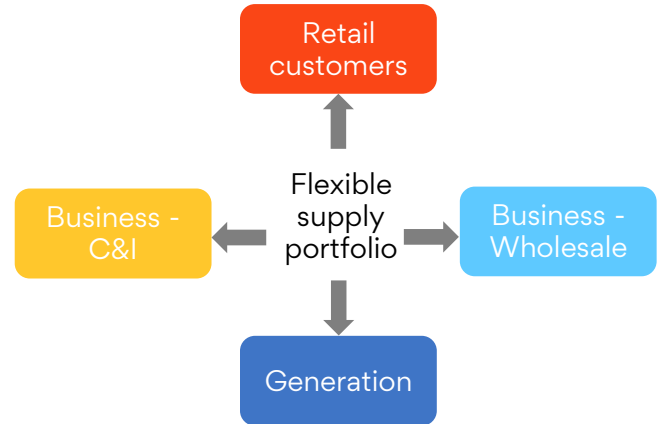 Retail
customers
Flexible
supply
portfolio
Business -
C&I
Business -
Wholesale
Generation